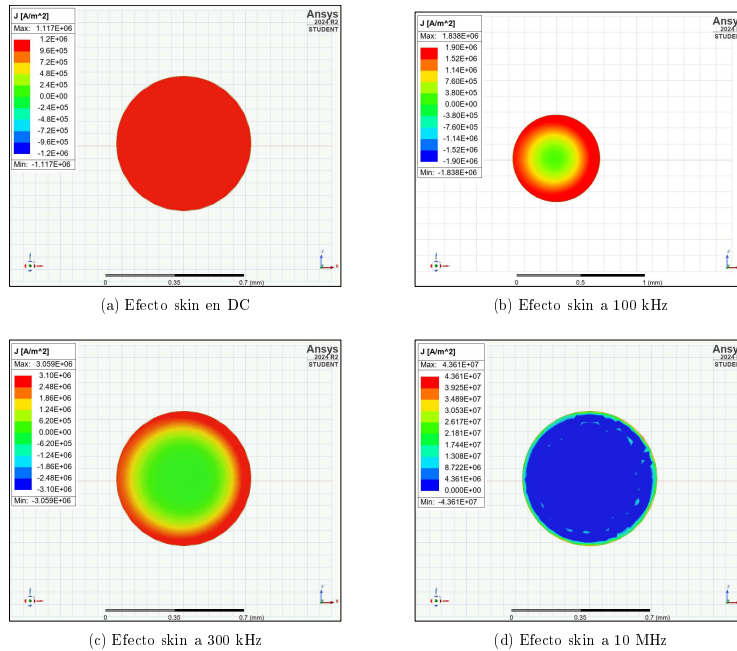 J [A/m^2]
Max: 1.117E+06
1.2E+06
9.6E+05
7.2E+05
4.8E+05
2.4E+05
0.0E+00
-2.4E+05
-4.8E+05
-7.2E+05
-9.6E+05
-1.2E+06
Min: -1.117E+06
Ansys
2024 R2
STUDENT
0 0.35 0.7 (mm)
(a) Efecto skin en DC
J [A/m^2]
Max: 1.838E+06
1.90E+06
1.52E+06
1.14E+06
7.60E+05
3.80E+05
0.00E+00
-3.80E+05
-7.60E+05
-1.14E+06
-1.52E+06
-1.90E+06
Min: -1.838E+06
Ansys
2024 R2
STUDENT
0 0.5 1 (mm)
(b) Efecto skin a 100 kHz
J [A/m^2]
Max: 3.059E+06
3.10E+06
2.48E+06
1.86E+06
1.24E+06
6.20E+05
0.00E+00
-6.20E+05
-1.24E+06
-1.86E+06
-2.48E+06
-3.10E+06
Min: -3.059E+06
Ansys
2024 R2
STUDENT
0 0.35 0.7 (mm)
(c) Efecto skin a 300 kHz
J [A/m^2]
Max: 4.361E+07
4.361E+07
3.925E+07
3.489E+07
3.053E+07
2.617E+07
2.181E+07
1.744E+07
1.308E+07
8.722E+06
4.361E+06
0.000E+00
Min: -4.361E+07
Ansys
2024 R2
STUDENT
0 0.35 0.7 (mm)
(d) Efecto skin a 10 MHz